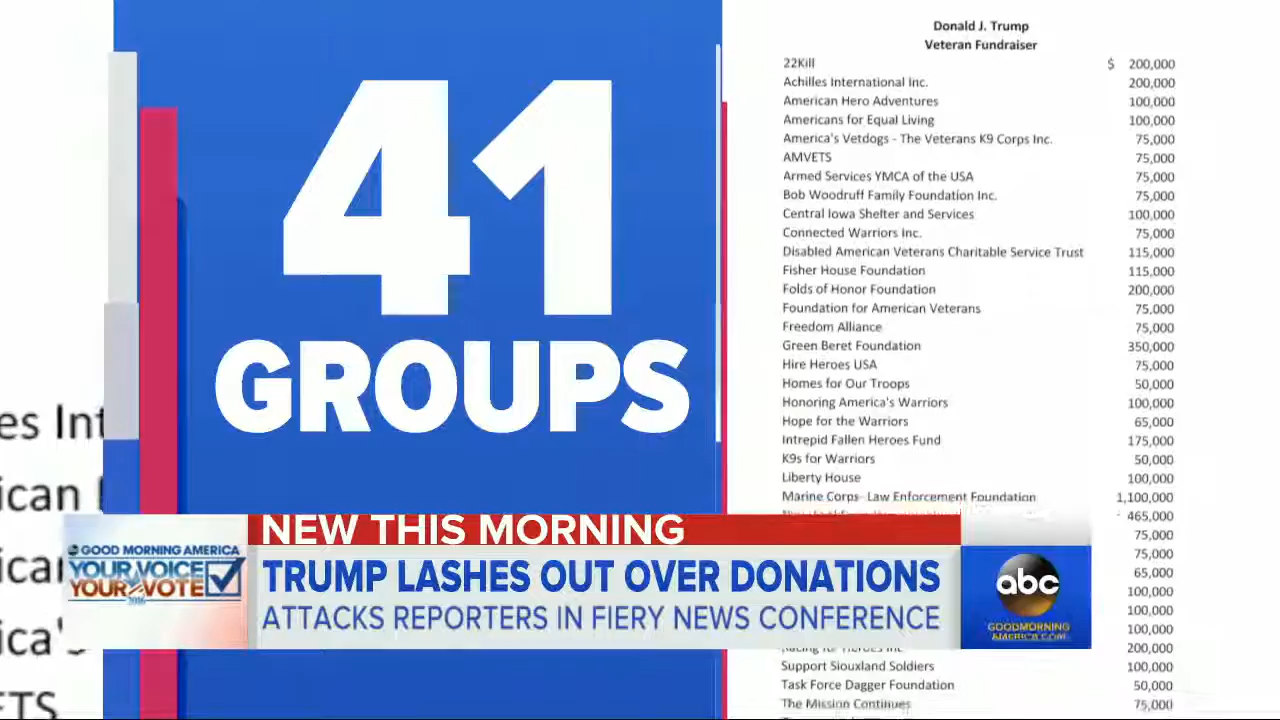 41
GROUPS
Donald J. Trump
Veteran Fundraiser
22Kill $ 200,000
Achilles International Inc. 200,000
American Hero Adventures 100,000
Americans for Equal Living 100,000
America's Vetdogs - The Veterans K9 Corps Inc. 75,000
AMVETS 75,000
Armed Services YMCA of the USA 75,000
Bob Woodruff Family Foundation Inc. 75,000
Central Iowa Shelter and Services 100,000
Connected Warriors Inc. 75,000
Disabled American Veterans Charitable Service Trust 115,000
Fisher House Foundation 115,000
Folds of Honor Foundation 200,000
Foundation for American Veterans 75,000
Freedom Alliance 75,000
Green Beret Foundation 350,000
Hire Heroes USA 75,000
Homes for Our Troops 50,000
Honoring America's Warriors 100,000
Hope for the Warriors 65,000
Intrepid Fallen Heroes Fund 175,000
K9s for Warriors 50,000
Liberty House 100,000
Marine Corps- Law Enforcement Foundation 1,100,000
465,000
75,000
75,000
65,000
100,000
100,000
100,000
200,000
Support Siouxland Soldiers 100,000
Task Force Dagger Foundation 50,000
The Mission Continues 75,000
es Int
ican
ica
ica's
ETS
NEW THIS MORNING
GOOD MORNING AMERICA
YOUR VOICE
YOUR VOTE
2016
TRUMP LASHES OUT OVER DONATIONS
ATTACKS REPORTERS IN FIERY NEWS CONFERENCE
abc
GOODMORNING
AMERICA.COM